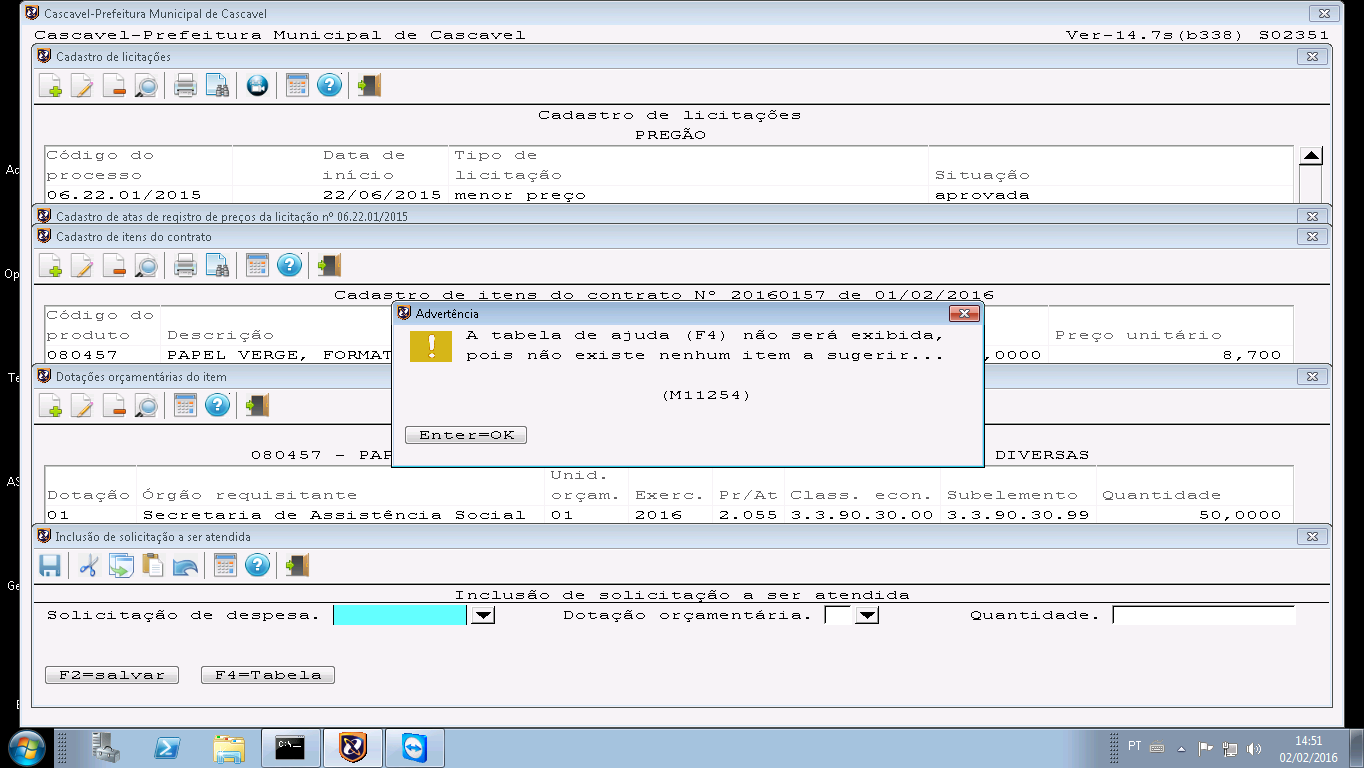 Cascavel-Prefeitura Municipal de Cascavel
Cascavel-Prefeitura Municipal de Cascavel Ver-14.7s(b338) SO2351
Cadastro de licitações
Cadastro de licitações
PREGÃO
Código do Data de Tipo de
processo início licitação Situação
06.22.01/2015 22/06/2015 menor preço aprovada
Cadastro de atas de registro de preços da licitação nº 06.22.01/2015
Cadastro de itens do contrato
Cadastro de itens do contrato Nº 20160157 de 01/02/2016
Código do
produto Descrição Preço unitário
080457 PAPEL VERGE, FORMAT ,0000 8,700
Advertência
A tabela de ajuda (F4) não será exibida,
pois não existe nenhum item a sugerir...
(M11254)
Enter=OK
Dotações orçamentárias do item
080457 - PAP DIVERSAS
Unid.
Dotação Órgão requisitante orçam. Exerc. Pr/At Class. econ. Subelemento Quantidade
01 Secretaria de Assistência Social 01 2016 2.055 3.3.90.30.00 3.3.90.30.99 50,0000
Inclusão de solicitação a ser atendida
Inclusão de solicitação a ser atendida
Solicitação de despesa. Dotação orçamentária. Quantidade.
F2=salvar F4=Tabela
PT 14:51
02/02/2016